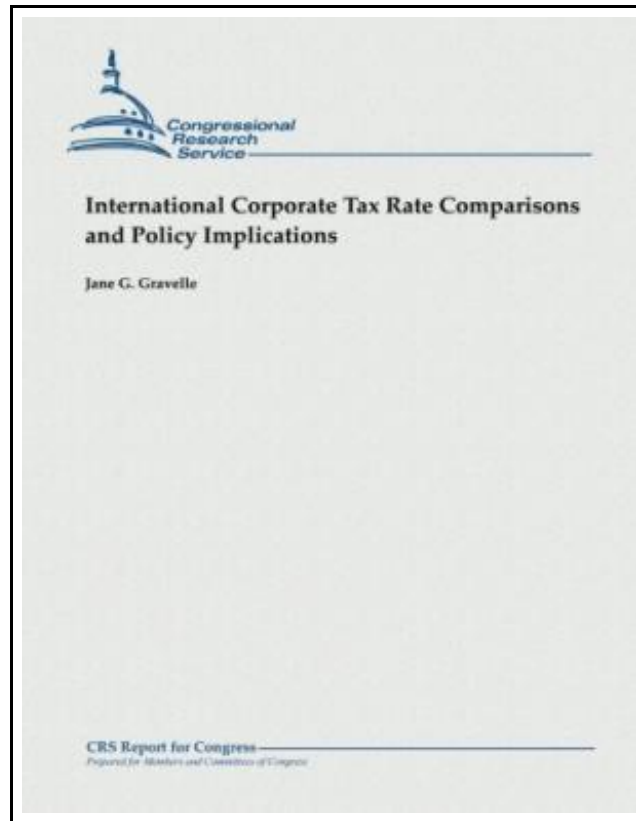 Congressional
Research
Service
International Corporate Tax Rate Comparisons
and Policy Implications
Jane G. Gravelle
CRS Report for Congress
Prepared for Members and Committees of Congress